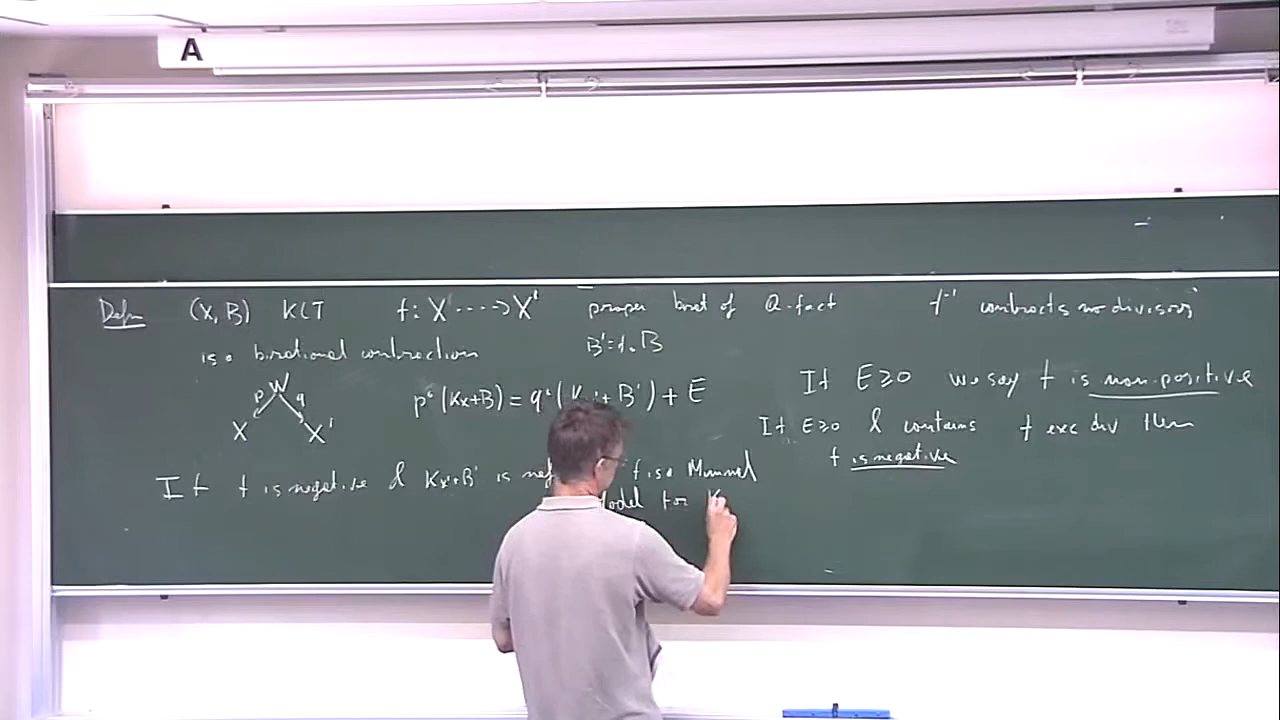 A
Defn (X, B) KLT f: X ----> X' proper birat of Q-fact f⁻¹ contracts no divisors
is a birational contraction B' = f* B
W
p q
X X'
p*(Kx+B) = q*(Kx'+B') + E
If E ≥ 0 we say f is non-positive
If E ≥ 0 & contains f exc div then
f is negative
If f is negative & Kx'+B' is nef f is a Minimal
Model for K